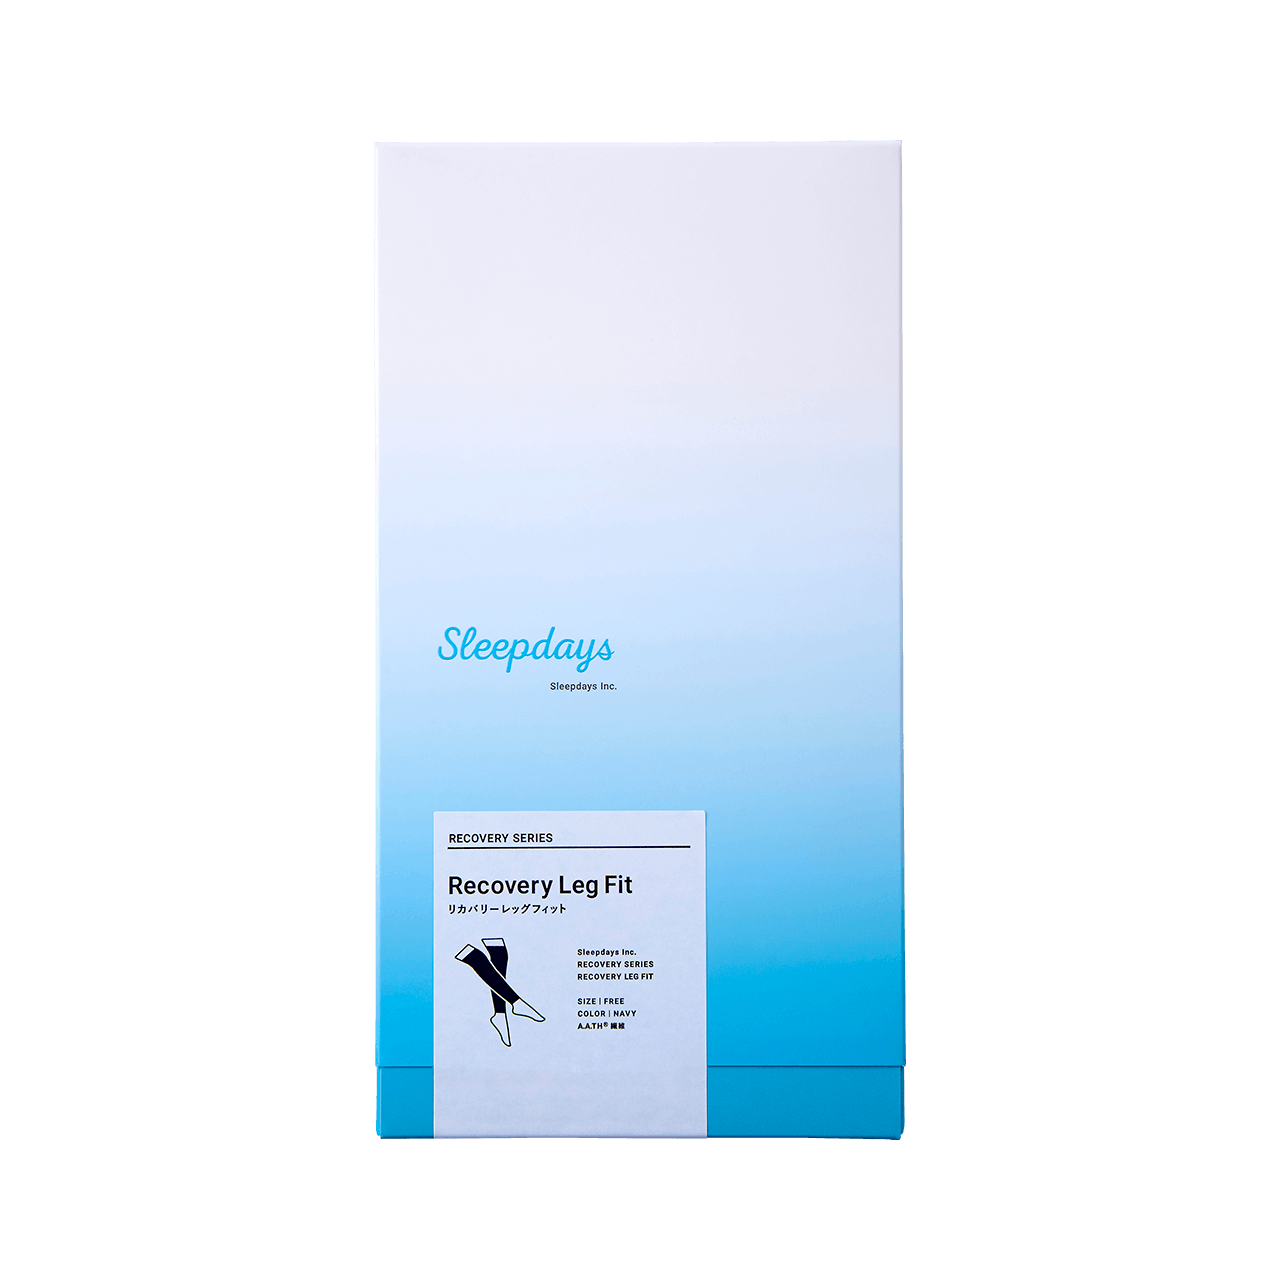 Sleepdays
Sleepdays Inc.
RECOVERY SERIES
Recovery Leg Fit
リカバリーレッグフィット
Sleepdays Inc.
RECOVERY SERIES
RECOVERY LEG FIT
SIZE | FREE
COLOR | NAVY
A.A.TH® 繊維